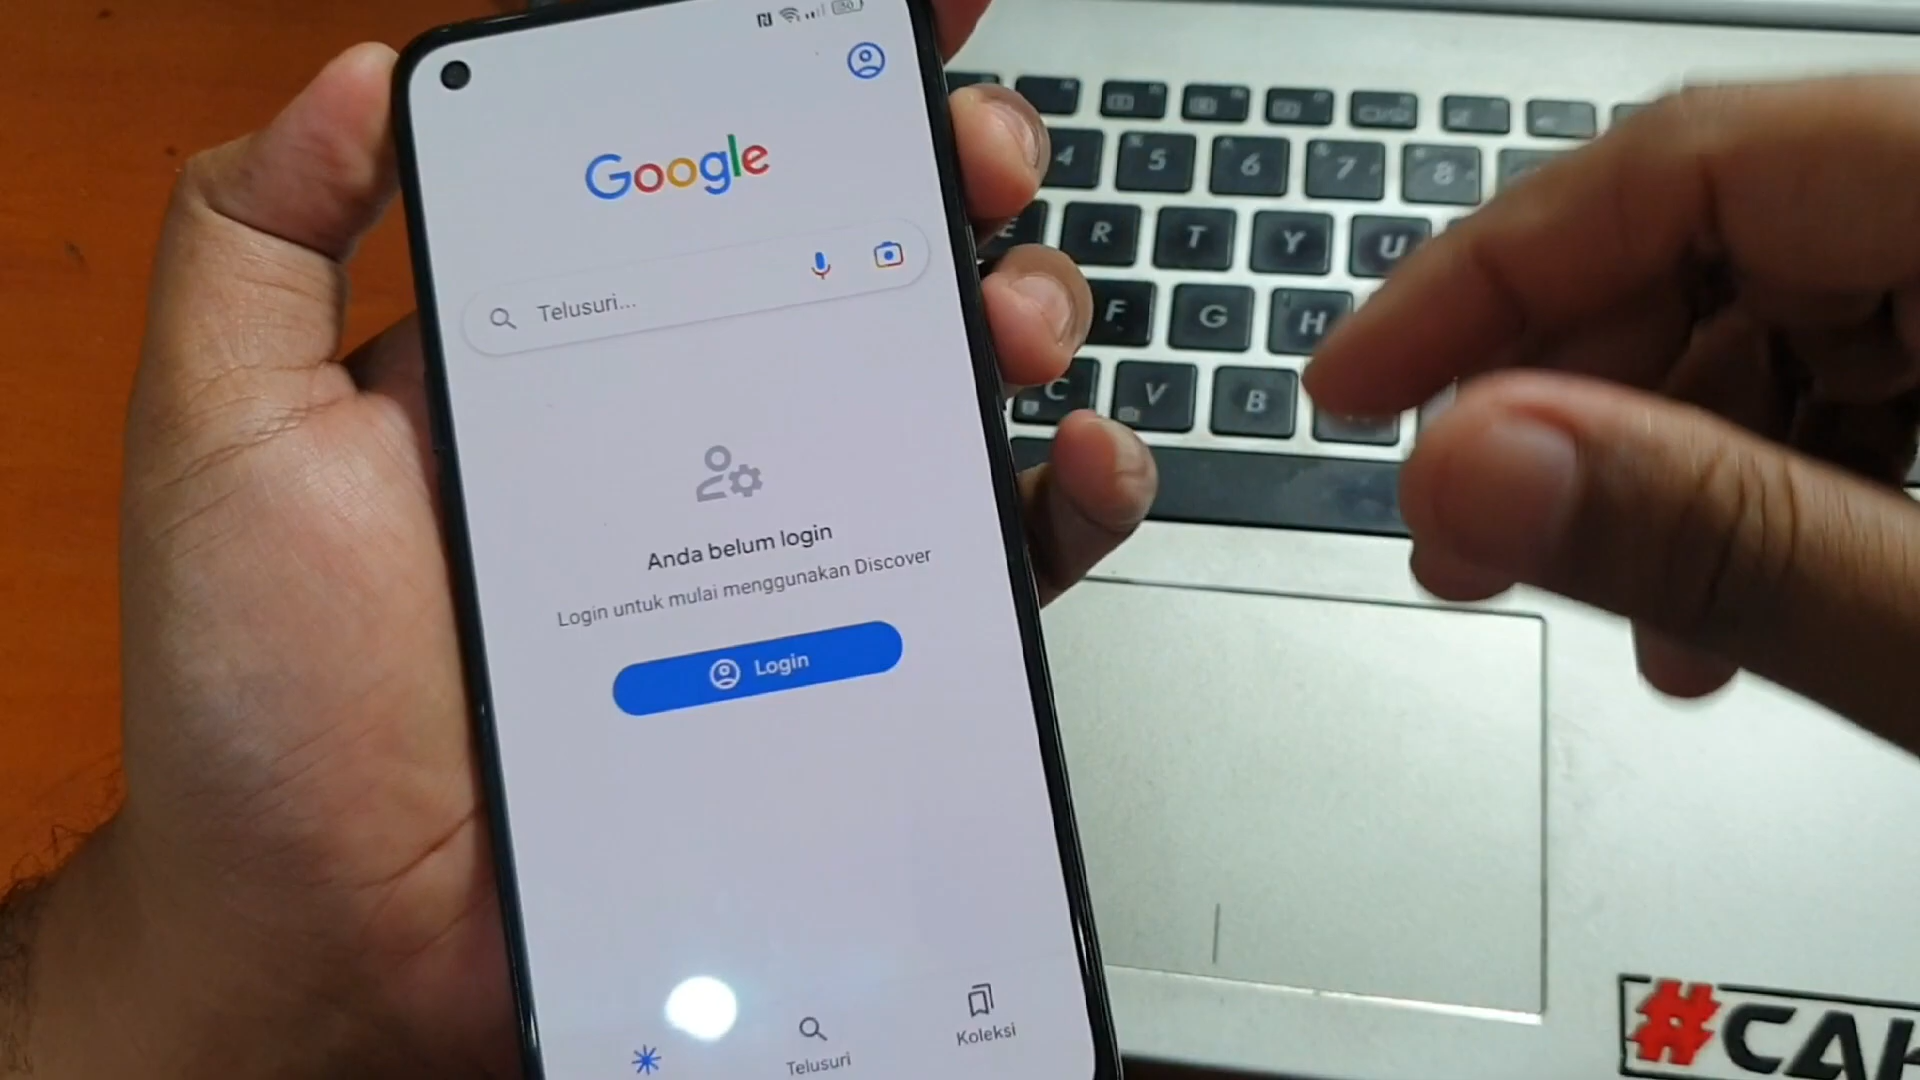 Google
Telusuri...
Anda belum login
Login untuk mulai menggunakan Discover
Login
Telusuri
Koleksi
4 5 6 7 8
E R T Y U
F G H
C V B
#CAH